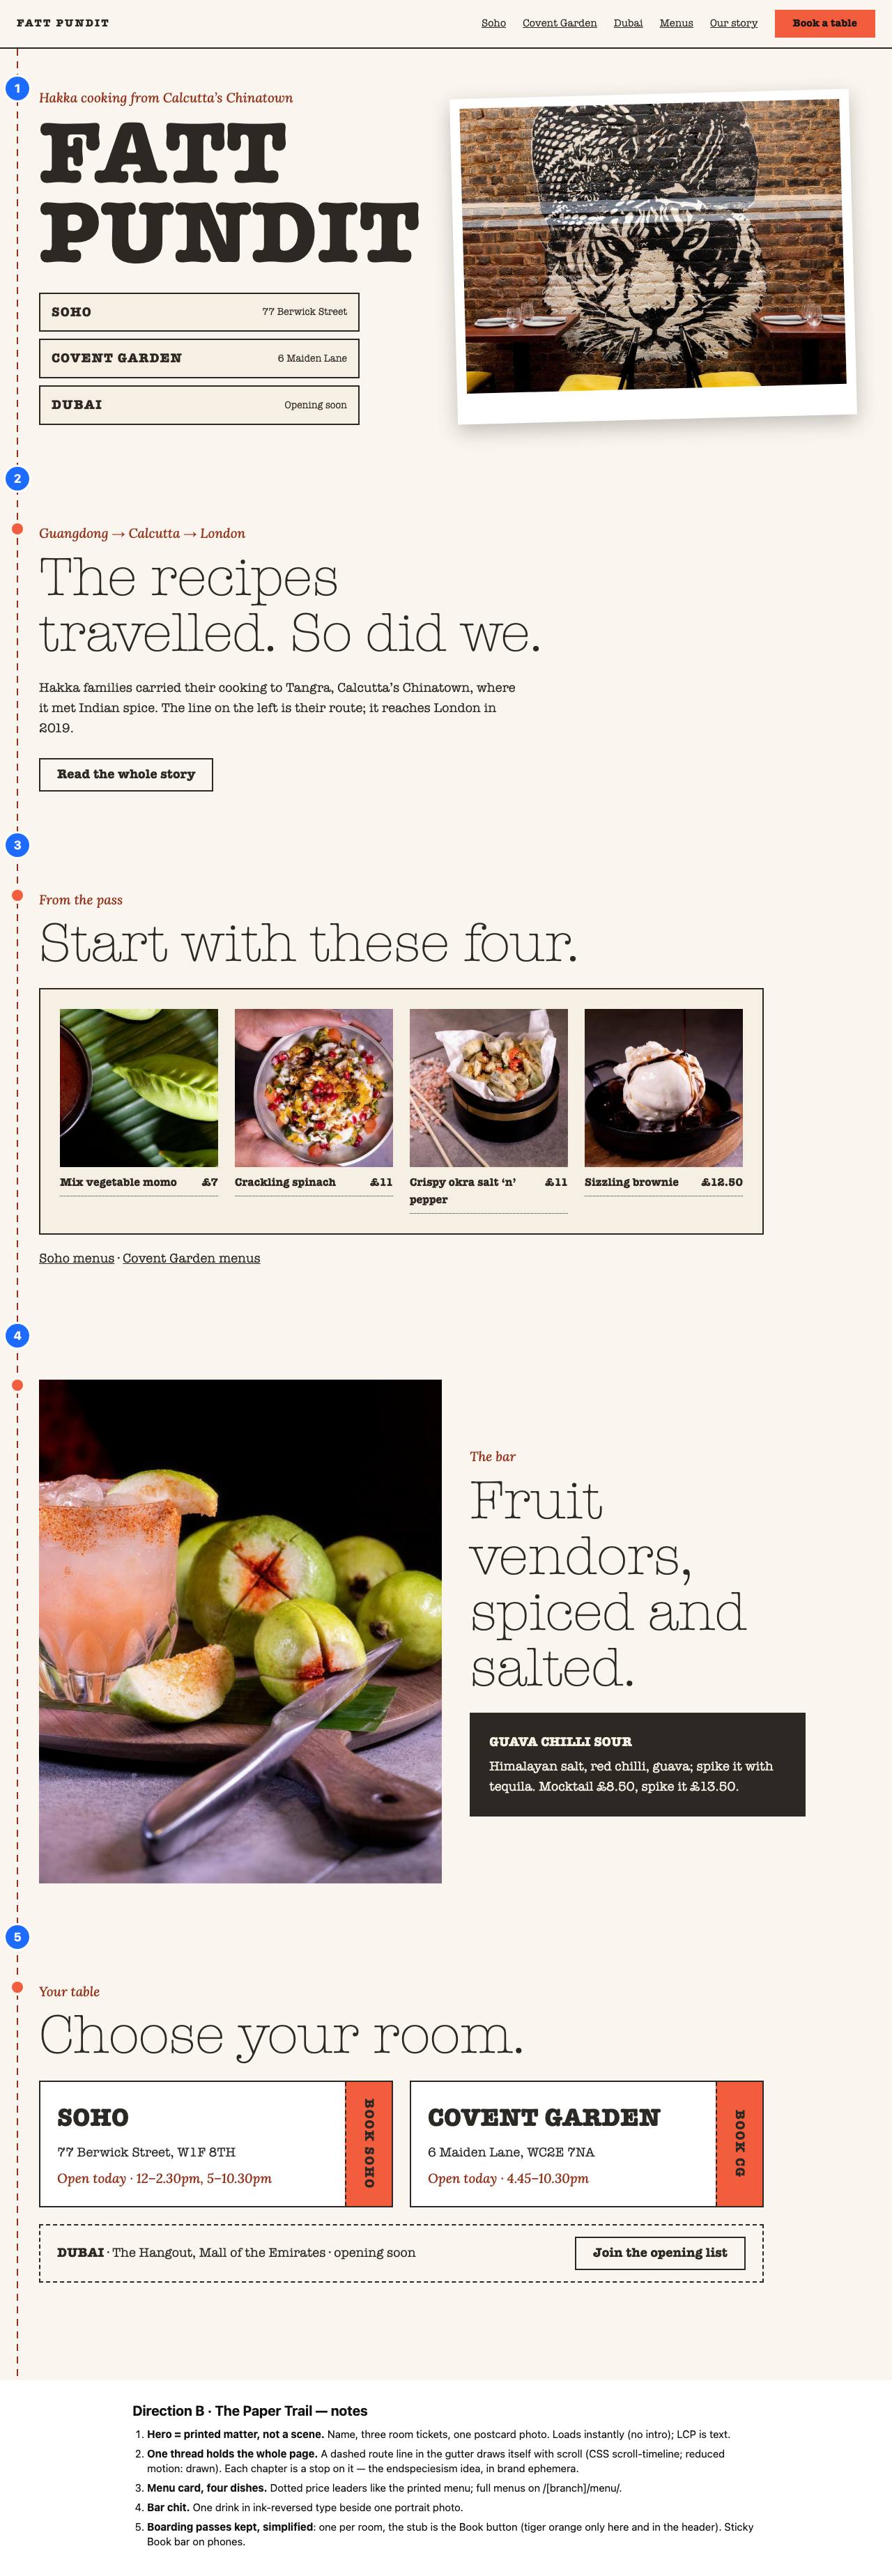 FATT PUNDIT
Soho Covent Garden Dubai Menus Our story Book a table
1
Hakka cooking from Calcutta’s Chinatown
FATT
PUNDIT
SOHO 77 Berwick Street
COVENT GARDEN 6 Maiden Lane
DUBAI Opening soon
2
Guangdong → Calcutta → London
The recipes
travelled. So did we.
Hakka families carried their cooking to Tangra, Calcutta’s Chinatown, where
it met Indian spice. The line on the left is their route; it reaches London in
2019.
Read the whole story
3
From the pass
Start with these four.
Mix vegetable momo £7
Crackling spinach £11
Crispy okra salt ‘n’ £11
pepper
Sizzling brownie £12.50
Soho menus · Covent Garden menus
4
The bar
Fruit
vendors,
spiced and
salted.
GUAVA CHILLI SOUR
Himalayan salt, red chilli, guava; spike it with
tequila. Mocktail £8.50, spike it £13.50.
5
Your table
Choose your room.
SOHO
77 Berwick Street, W1F 8TH
Open today · 12–2.30pm, 5–10.30pm
BOOK SOHO
COVENT GARDEN
6 Maiden Lane, WC2E 7NA
Open today · 4.45–10.30pm
BOOK CG
DUBAI · The Hangout, Mall of the Emirates · opening soon
Join the opening list
Direction B · The Paper Trail — notes
1. Hero = printed matter, not a scene. Name, three room tickets, one postcard photo. Loads instantly (no intro); LCP is text.
2. One thread holds the whole page. A dashed route line in the gutter draws itself with scroll (CSS scroll-timeline; reduced
motion: drawn). Each chapter is a stop on it — the endspeciesism idea, in brand ephemera.
3. Menu card, four dishes. Dotted price leaders like the printed menu; full menus on /[branch]/menu/.
4. Bar chit. One drink in ink-reversed type beside one portrait photo.
5. Boarding passes kept, simplified: one per room, the stub is the Book button (tiger orange only here and in the header). Sticky
Book bar on phones.